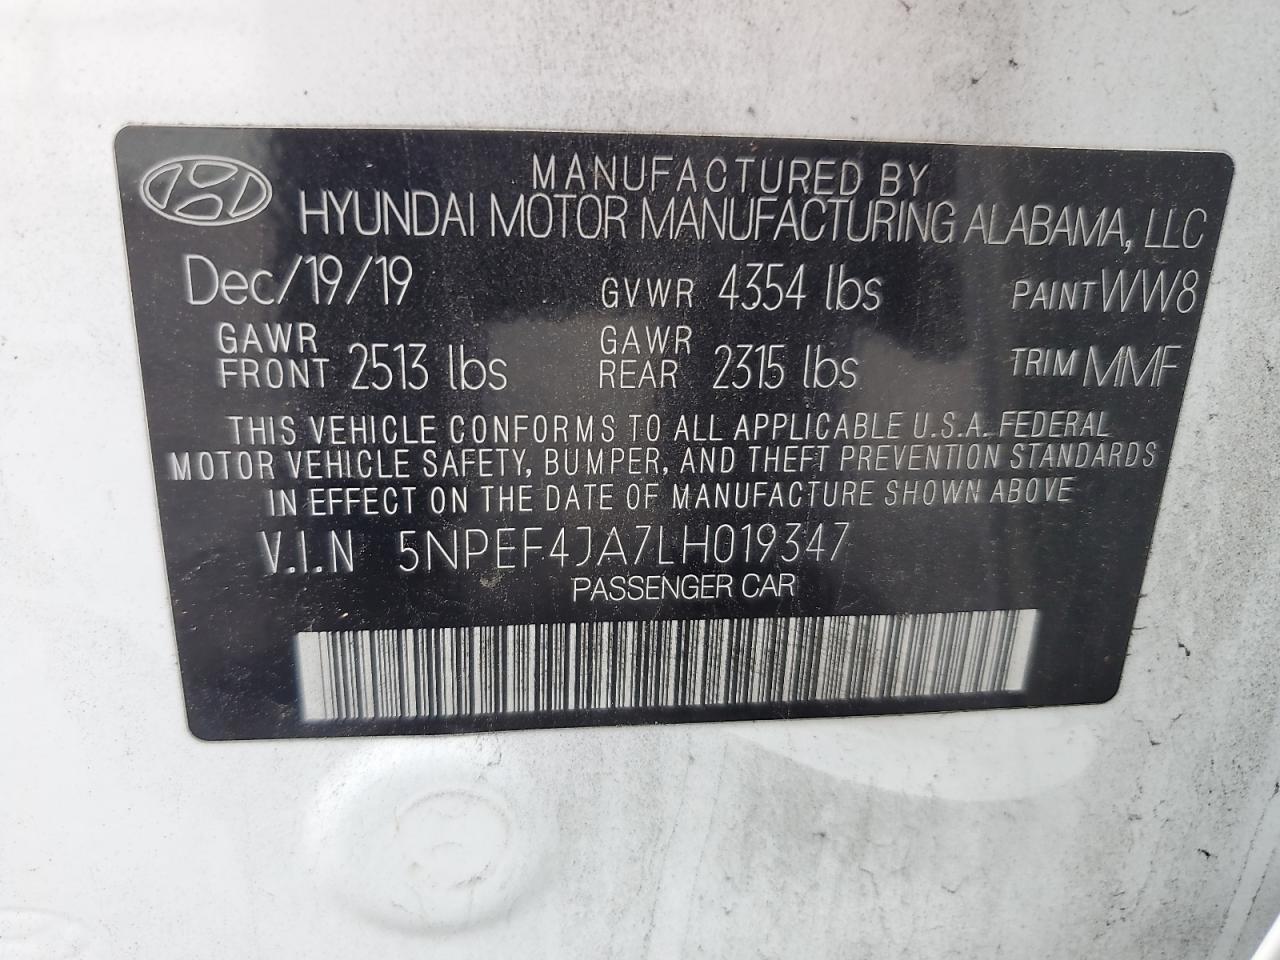 MANUFACTURED BY
HYUNDAI MOTOR MANUFACTURING ALABAMA, LLC
Dec/19/19 GVWR 4354 lbs PAINT WW8
GAWR FRONT 2513 lbs GAWR REAR 2315 lbs TRIM MMF
THIS VEHICLE CONFORMS TO ALL APPLICABLE U.S.A. FEDERAL
MOTOR VEHICLE SAFETY, BUMPER, AND THEFT PREVENTION STANDARDS
IN EFFECT ON THE DATE OF MANUFACTURE SHOWN ABOVE
V.I.N 5NPEF4JA7LH019347
PASSENGER CAR